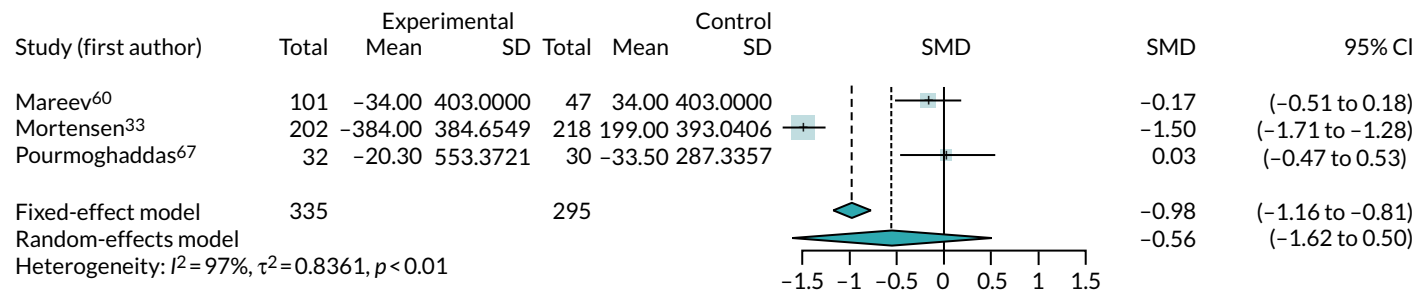 Experimental Control
Study (first author) Total Mean SD Total Mean SD SMD SMD 95% CI
Mareev60 101 –34.00 403.0000 47 34.00 403.0000 –0.17 (–0.51 to 0.18)
Mortensen33 202 –384.00 384.6549 218 199.00 393.0406 –1.50 (–1.71 to –1.28)
Pourmoghaddas67 32 –20.30 553.3721 30 –33.50 287.3357 0.03 (–0.47 to 0.53)
Fixed-effect model 335 295 –0.98 (–1.16 to –0.81)
Random-effects model –0.56 (–1.62 to 0.50)
Heterogeneity: I2=97%, τ2=0.8361, p<0.01
–1.5 –1 –0.5 0 0.5 1 1.5